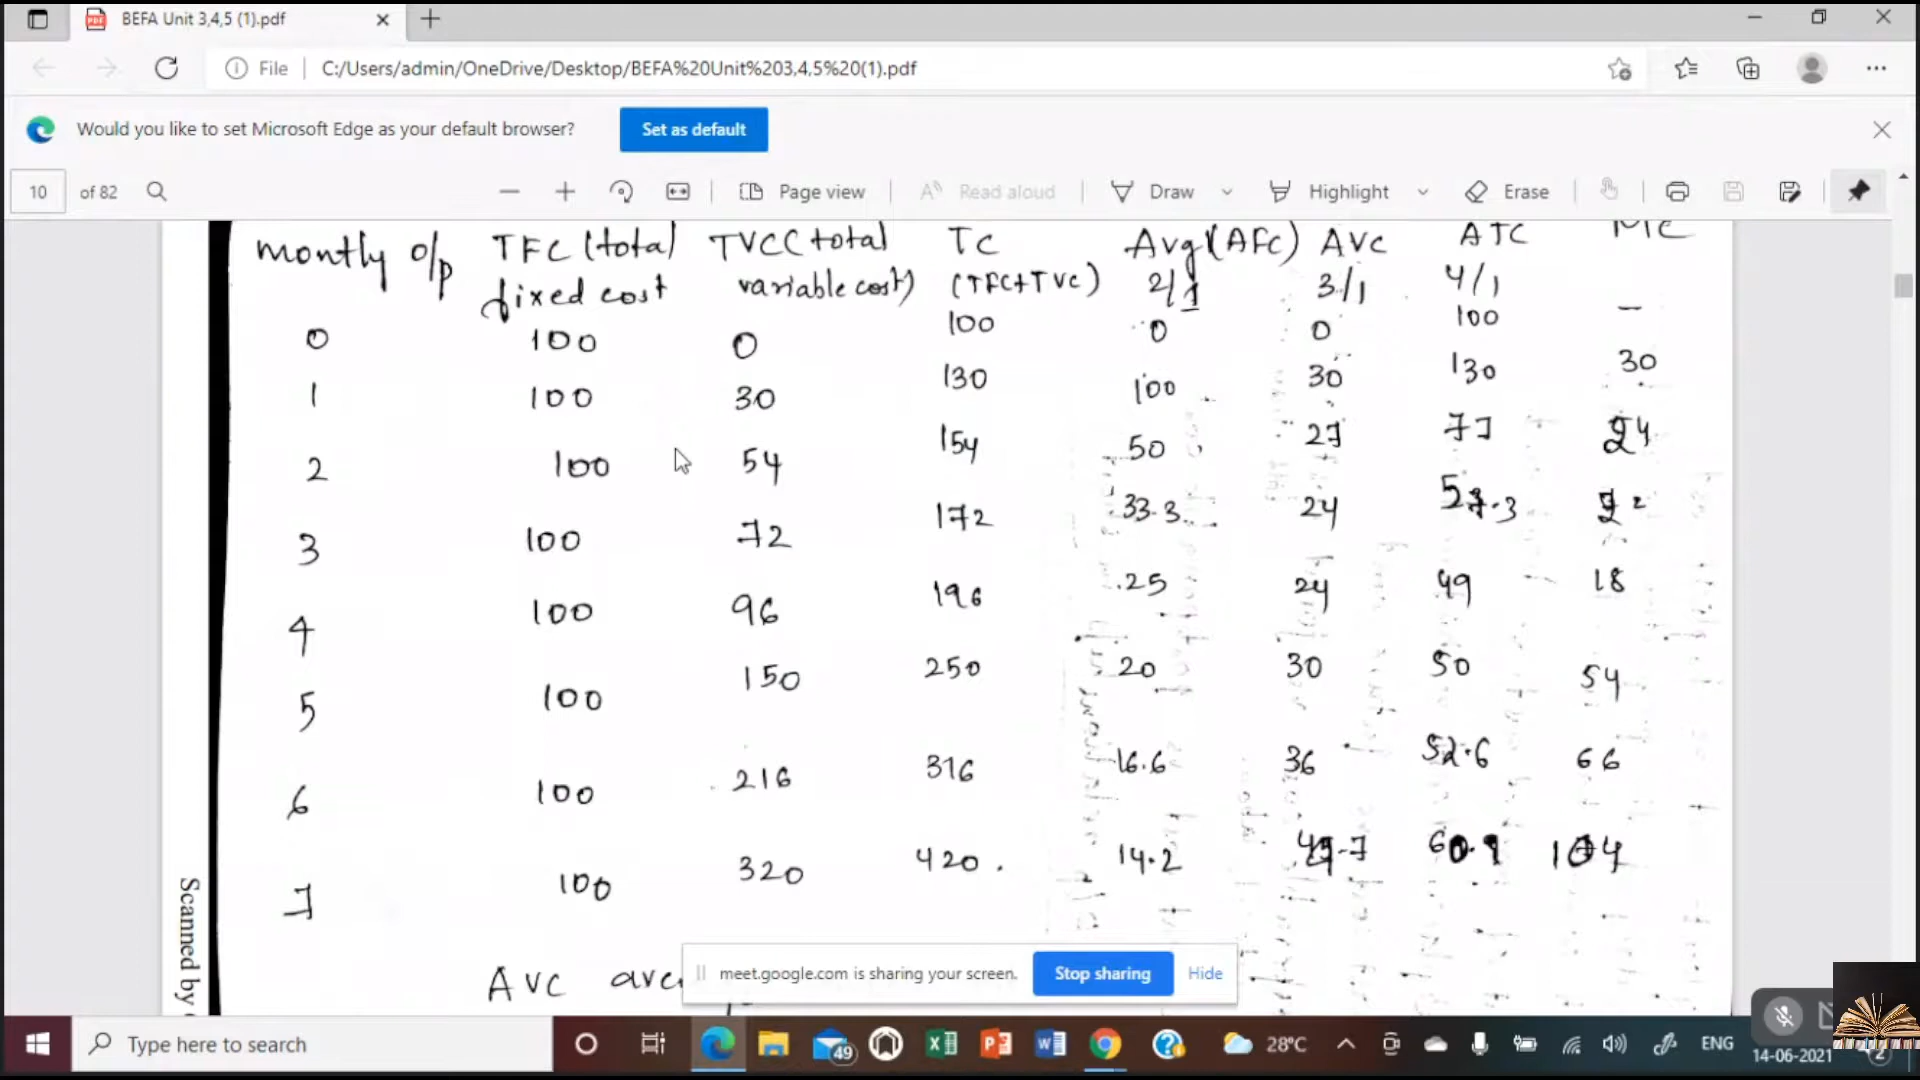 BEFA Unit 3,4,5 (1).pdf
File C:/Users/admin/OneDrive/Desktop/BEFA%20Unit%203,4,5%20(1).pdf
Would you like to set Microsoft Edge as your default browser? Set as default
10 of 82 Page view Read aloud Draw Highlight Erase
montly o/p TFC (total TVCC total TC Avg (AFC) AVC ATC MC
fixed cost variable cost) (TFC+TVC) 2/1 3/1 4/1
0 100 0 100 0 0 100 —
1 100 30 130 100 30 130 30
2 100 54 154 50 27 77 24
3 100 72 172 33.3 24
4 100 96 196 25 24 49 18
5 100 150 250 20 30 50 54
6 100 216 316 16.6 36 52.6 66
7 100 320 420. 14.2 104
AVC
meet.google.com is sharing your screen. Stop sharing Hide
Scanned by
Type here to search
49
28°C
ENG
14-06-2021
2